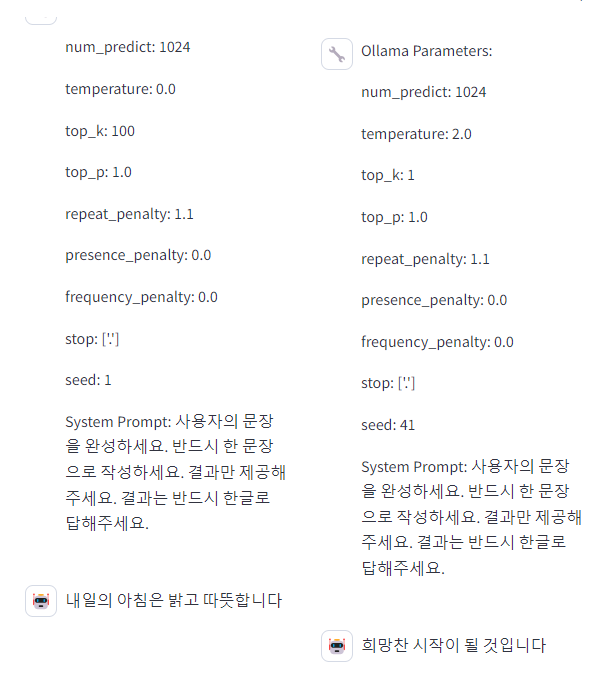 num_predict: 1024
temperature: 0.0
top_k: 100
top_p: 1.0
repeat_penalty: 1.1
presence_penalty: 0.0
frequency_penalty: 0.0
stop: ['.']
seed: 1
System Prompt: 사용자의 문장
을 완성하세요. 반드시 한 문장
으로 작성하세요. 결과만 제공해
주세요. 결과는 반드시 한글로
답해주세요.
내일의 아침은 밝고 따뜻합니다
Ollama Parameters:
num_predict: 1024
temperature: 2.0
top_k: 1
top_p: 1.0
repeat_penalty: 1.1
presence_penalty: 0.0
frequency_penalty: 0.0
stop: ['.']
seed: 41
System Prompt: 사용자의 문장
을 완성하세요. 반드시 한 문장
으로 작성하세요. 결과만 제공해
주세요. 결과는 반드시 한글로
답해주세요.
희망찬 시작이 될 것입니다